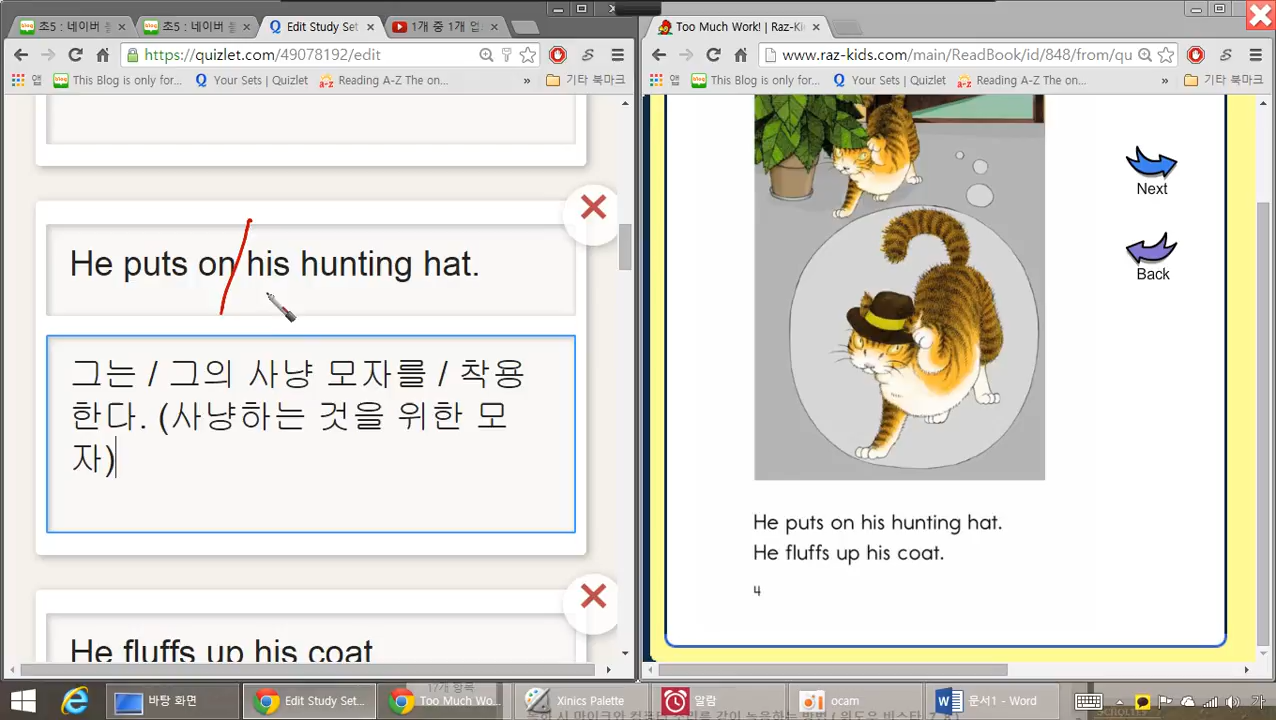 초5 : 네이버 블
초5 : 네이버 블
Edit Study Set
1개 중 1개 업
Too Much Work! | Raz-Kid
https://quizlet.com/49078192/edit
www.raz-kids.com/main/ReadBook/id/848/from/qu
앱
This Blog is only for...
Your Sets | Quizlet
Reading A-Z The on...
»
기타 북마크
This Blog is only for...
Your Sets | Quizlet
Reading A-Z The on...
»
기타 북마크
He puts on his hunting hat.
그는 / 그의 사냥 모자를 / 착용
한다. (사냥하는 것을 위한 모
자)
He fluffs up his coat
Next
Back
He puts on his hunting hat.
He fluffs up his coat.
4
바탕 화면
Edit Study Set...
Too Much Wo...
Xinics Palette
알람
ocam
문서1 - Word